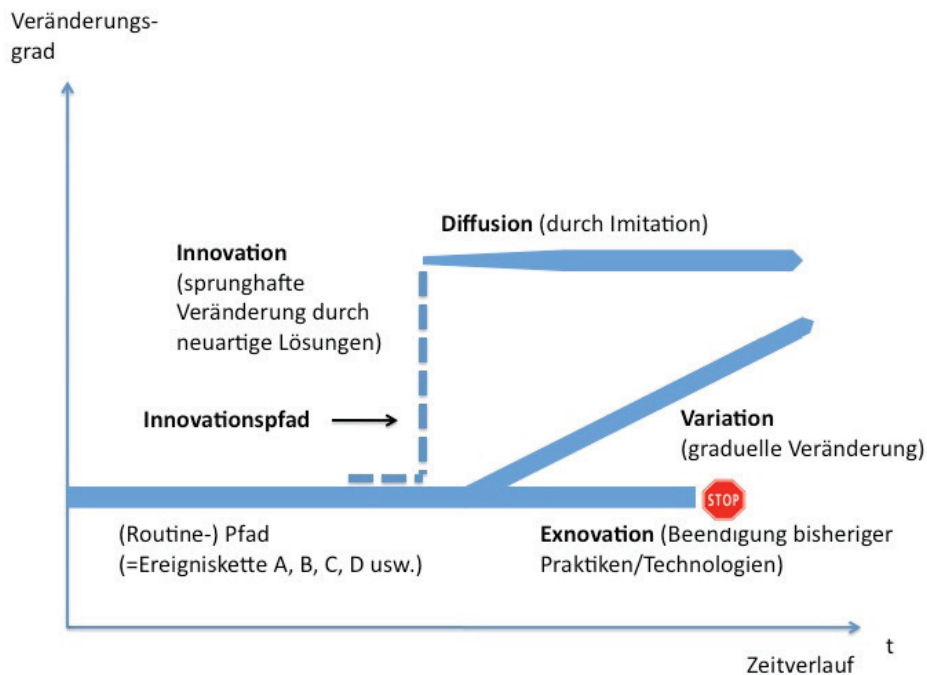 Veränderungs-
grad
Diffusion (durch Imitation)
Innovation
(sprunghafte
Veränderung durch
neuartige Lösungen)
Innovationspfad
Variation
(graduelle Veränderung)
STOP
(Routine-) Pfad
(=Ereigniskette A, B, C, D usw.)
Exnovation (Beendigung bisheriger
Praktiken/Technologien)
t
Zeitverlauf